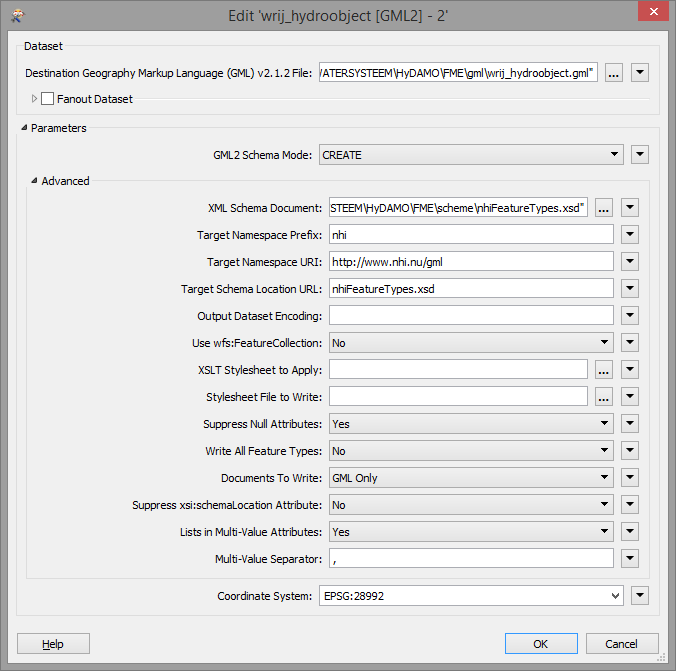 Edit 'wrij_hydroobject [GML2] - 2'
Dataset
Destination Geography Markup Language (GML) v2.1.2 File: /ATERSYSTEEM\HyDAMO\FME\gml\wrij_hydroobject.gml" ...
Fanout Dataset
Parameters
GML2 Schema Mode: CREATE
Advanced
XML Schema Document: STEEM\HyDAMO\FME\scheme\nhiFeatureTypes.xsd" ...
Target Namespace Prefix: nhi
Target Namespace URI: http://www.nhi.nu/gml
Target Schema Location URL: nhiFeatureTypes.xsd
Output Dataset Encoding:
Use wfs:FeatureCollection: No
XSLT Stylesheet to Apply: ...
Stylesheet File to Write: ...
Suppress Null Attributes: Yes
Write All Feature Types: No
Documents To Write: GML Only
Suppress xsi:schemaLocation Attribute: No
Lists in Multi-Value Attributes: Yes
Multi-Value Separator: ,
Coordinate System: EPSG:28992
Help OK Cancel